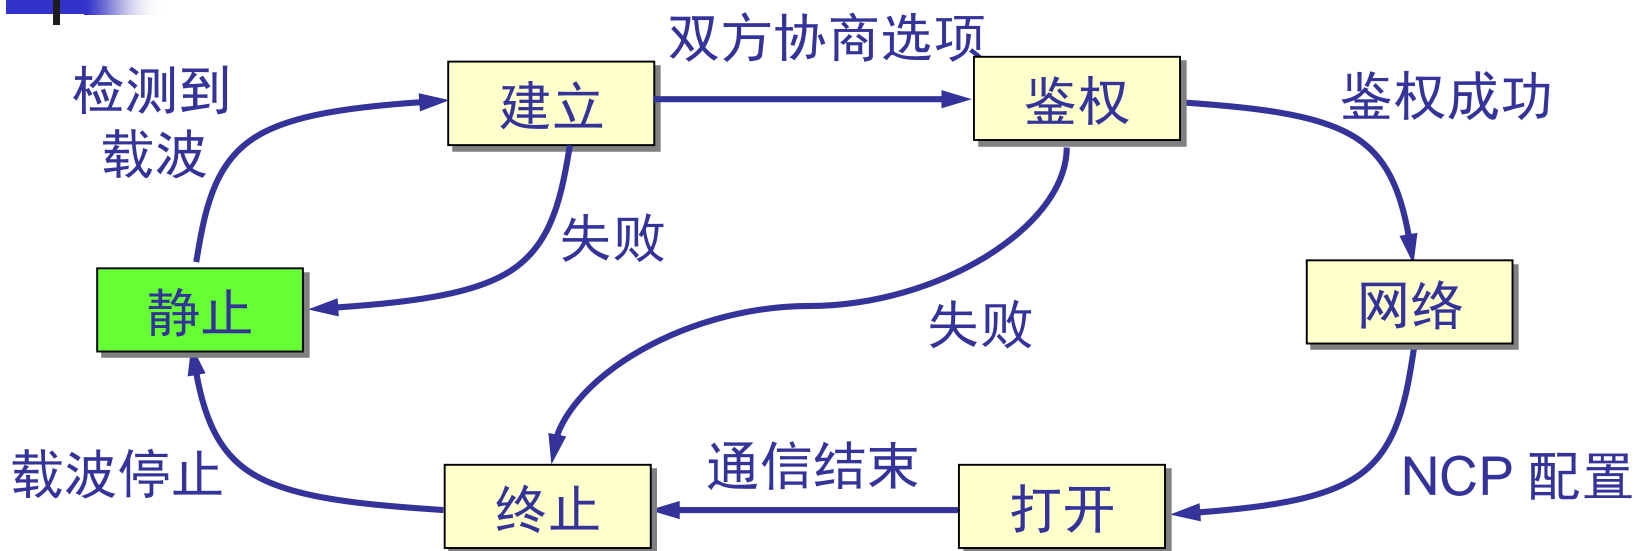 双方协商选项
检测到
载波
建立
鉴权
鉴权成功
失败
静止
网络
失败
载波停止
通信结束
NCP 配置
终止
打开